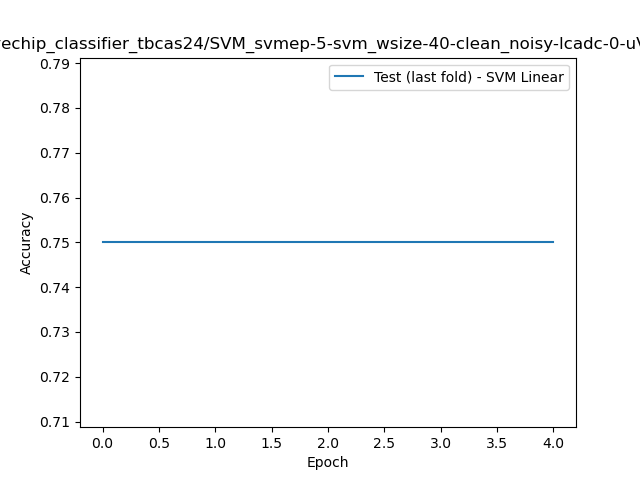 echip_classifier_tbcas24/SVM_svmep-5-svm_wsize-40-clean_noisy-lcadc-0-uV
Test (last fold) - SVM Linear
Accuracy
0.79
0.78
0.77
0.76
0.75
0.74
0.73
0.72
0.71
0.0 0.5 1.0 1.5 2.0 2.5 3.0 3.5 4.0
Epoch